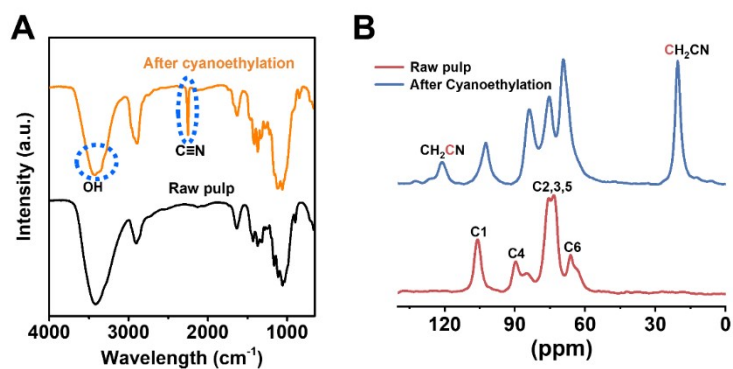 A
After cyanoethylation
C≡N
OH
Raw pulp
Intensity (a.u.)
4000 3000 2000 1000
Wavelength (cm⁻¹)
B
Raw pulp
After Cyanoethylation
CH₂CN
CH₂CN
C2,3,5
C1
C4
C6
120 90 60 30 0
(ppm)